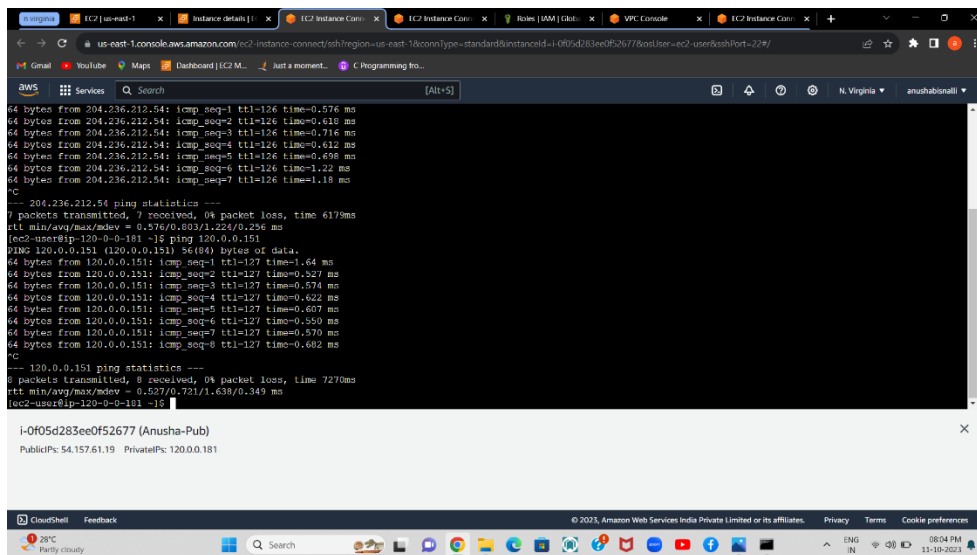 n virginia
EC2 | us-east-1
Instance details | E
EC2 Instance Conn
EC2 Instance Conn
Roles | IAM | Globa
VPC Console
EC2 Instance Conn
us-east-1.console.aws.amazon.com/ec2-instance-connect/ssh?region=us-east-1&connType=standard&instanceId=i-0f05d283ee0f52677&osUser=ec2-user&sshPort=22#/
Gmail YouTube Maps Dashboard | EC2 M... Just a moment... C Programming fro...
aws Services Search [Alt+S] N. Virginia anushabisnalli
64 bytes from 204.236.212.54: icmp_seq=1 ttl=126 time=0.576 ms
64 bytes from 204.236.212.54: icmp_seq=2 ttl=126 time=0.618 ms
64 bytes from 204.236.212.54: icmp_seq=3 ttl=126 time=0.716 ms
64 bytes from 204.236.212.54: icmp_seq=4 ttl=126 time=0.612 ms
64 bytes from 204.236.212.54: icmp_seq=5 ttl=126 time=0.698 ms
64 bytes from 204.236.212.54: icmp_seq=6 ttl=126 time=1.22 ms
64 bytes from 204.236.212.54: icmp_seq=7 ttl=126 time=1.18 ms
^C
--- 204.236.212.54 ping statistics ---
7 packets transmitted, 7 received, 0% packet loss, time 6179ms
rtt min/avg/max/mdev = 0.576/0.803/1.224/0.256 ms
[ec2-user@ip-120-0-0-181 ~]$ ping 120.0.0.151
PING 120.0.0.151 (120.0.0.151) 56(84) bytes of data.
64 bytes from 120.0.0.151: icmp_seq=1 ttl=127 time=1.64 ms
64 bytes from 120.0.0.151: icmp_seq=2 ttl=127 time=0.527 ms
64 bytes from 120.0.0.151: icmp_seq=3 ttl=127 time=0.574 ms
64 bytes from 120.0.0.151: icmp_seq=4 ttl=127 time=0.622 ms
64 bytes from 120.0.0.151: icmp_seq=5 ttl=127 time=0.607 ms
64 bytes from 120.0.0.151: icmp_seq=6 ttl=127 time=0.550 ms
64 bytes from 120.0.0.151: icmp_seq=7 ttl=127 time=0.570 ms
64 bytes from 120.0.0.151: icmp_seq=8 ttl=127 time=0.682 ms
^C
--- 120.0.0.151 ping statistics ---
8 packets transmitted, 8 received, 0% packet loss, time 7270ms
rtt min/avg/max/mdev = 0.527/0.721/1.638/0.349 ms
[ec2-user@ip-120-0-0-181 ~]$
i-0f05d283ee0f52677 (Anusha-Pub)
PublicIPs: 54.157.61.19 PrivateIPs: 120.0.0.181
CloudShell Feedback © 2023, Amazon Web Services India Private Limited or its affiliates. Privacy Terms Cookie preferences
28°C
Partly cloudy
Search
ENG
IN
08:04 PM
11-10-2023